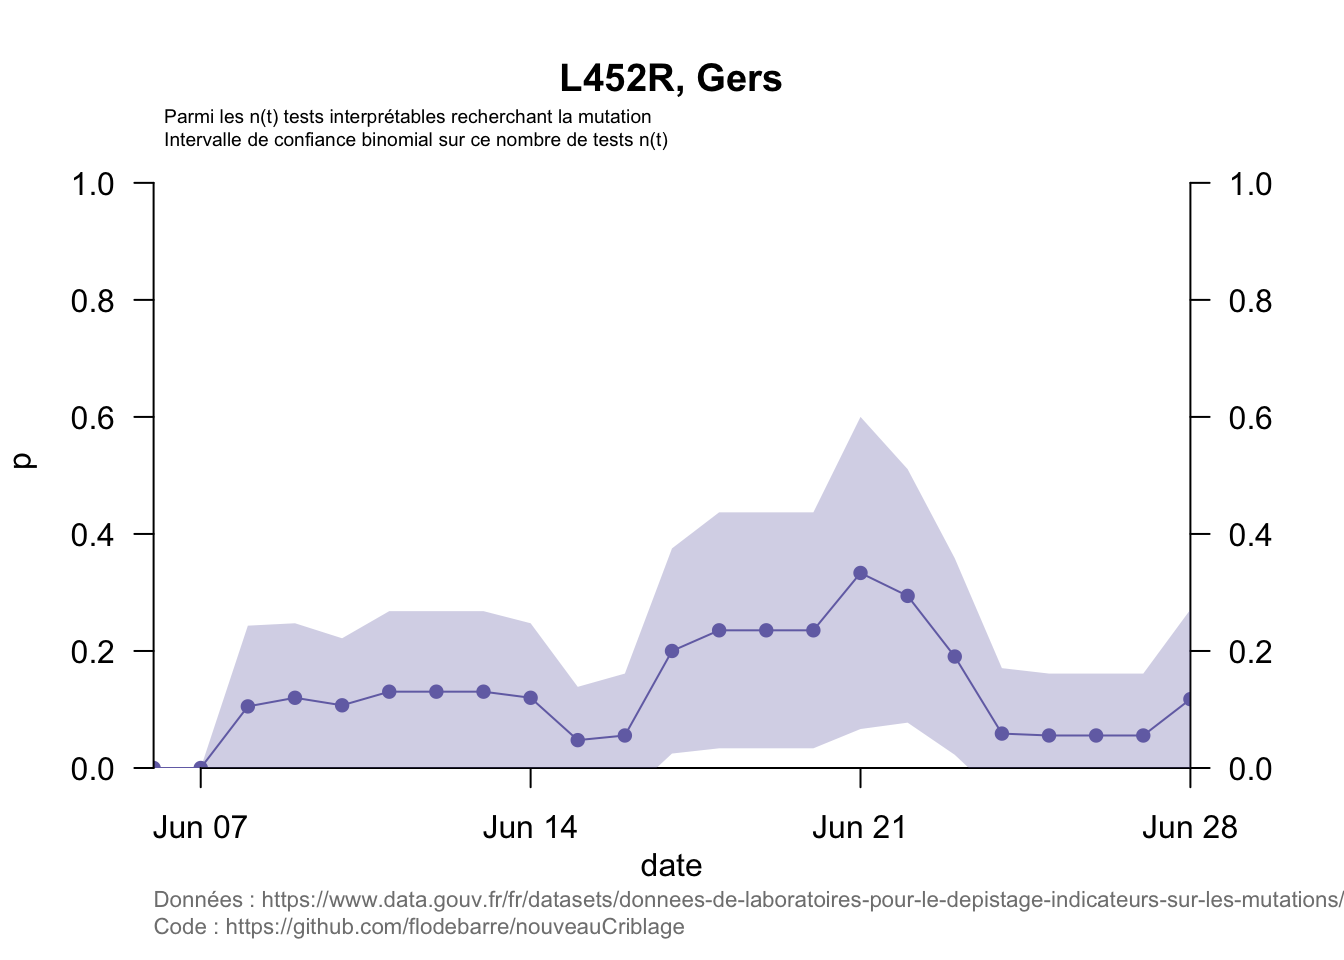 L452R, Gers
Parmi les n(t) tests interprétables recherchant la mutation
Intervalle de confiance binomial sur ce nombre de tests n(t)
1.0
0.8
0.6
0.4
0.2
0.0
p
1.0
0.8
0.6
0.4
0.2
0.0
Jun 07 Jun 14 Jun 21 Jun 28
date
Données : https://www.data.gouv.fr/fr/datasets/donnees-de-laboratoires-pour-le-depistage-indicateurs-sur-les-mutations/
Code : https://github.com/flodebarre/nouveauCriblage